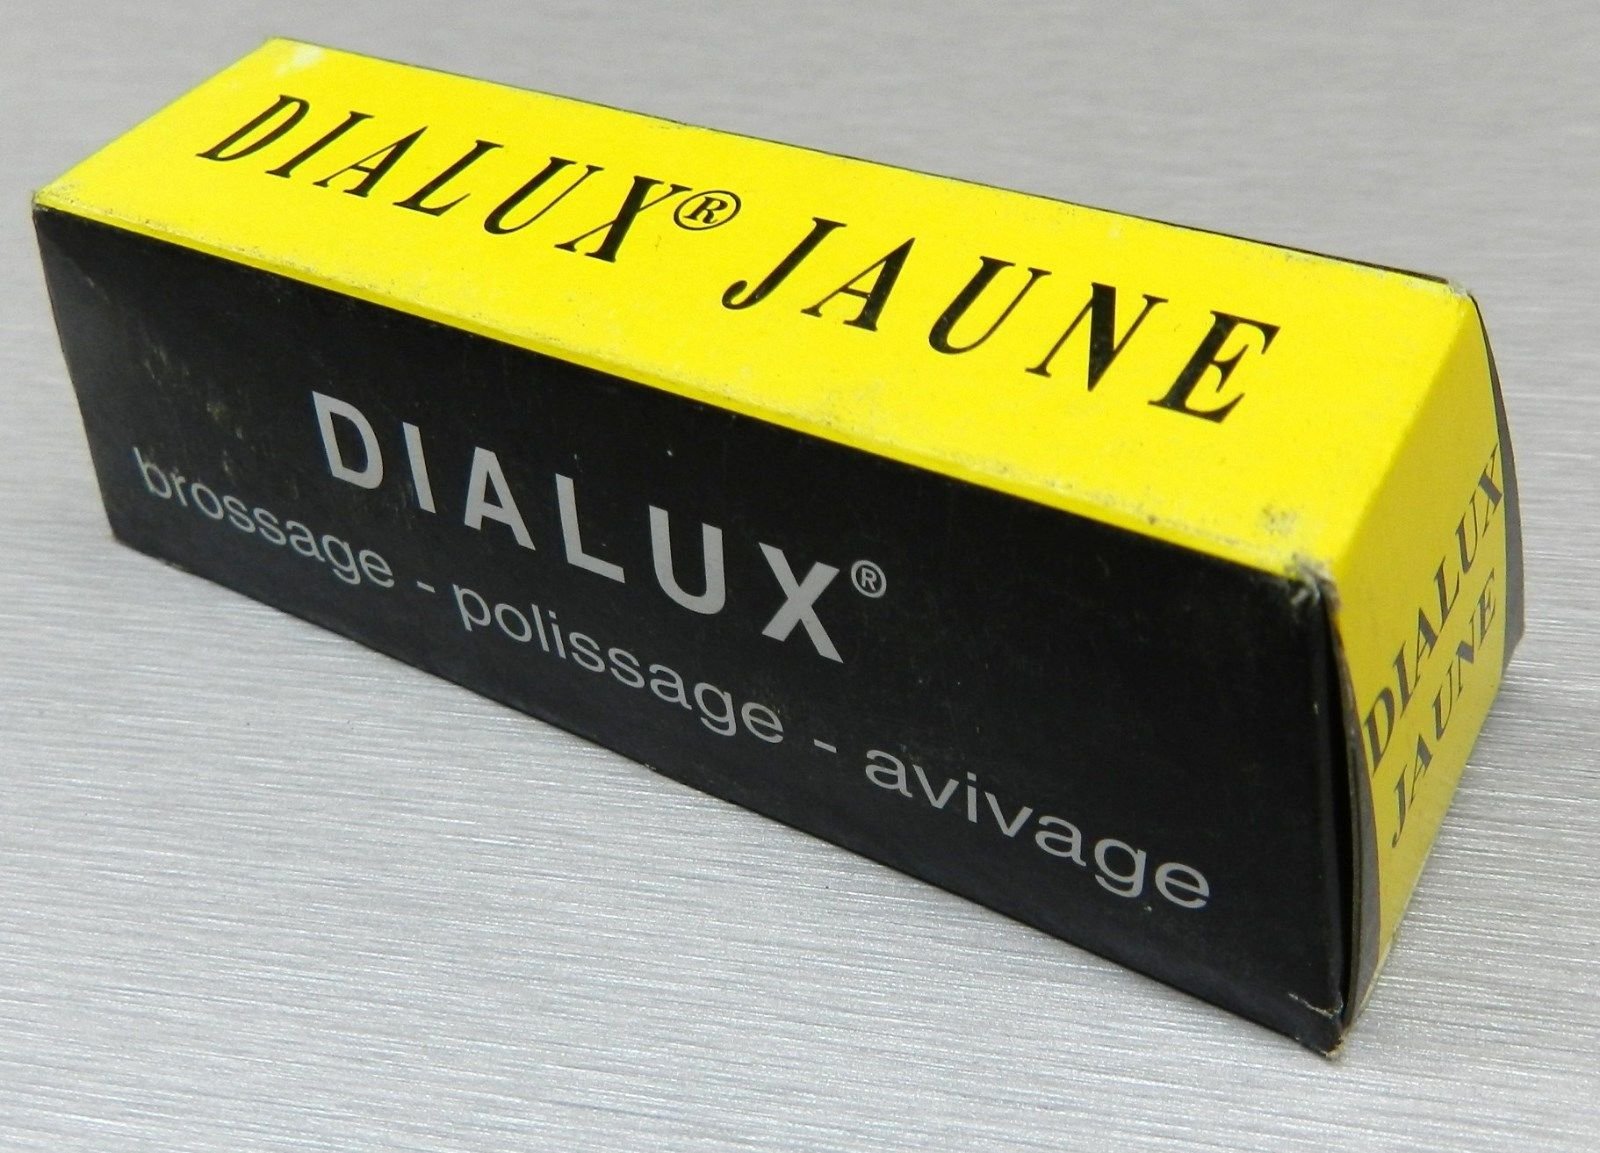 DIALUX® JAUNE
DIALUX®
brossage - polissage - avivage
DIALUX
JAUNE